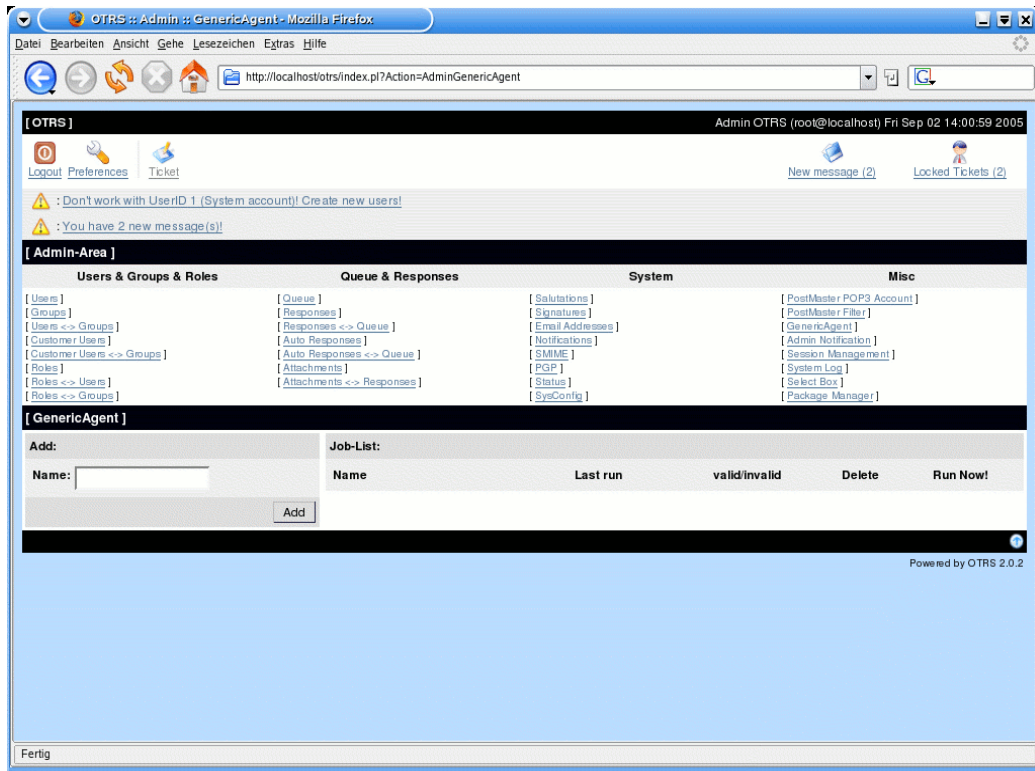 OTRS :: Admin :: GenericAgent - Mozilla Firefox
Datei Bearbeiten Ansicht Gehe Lesezeichen Extras Hilfe
http://localhost/otrs/index.pl?Action=AdminGenericAgent
[ OTRS ] Admin OTRS (root@localhost) Fri Sep 02 14:00:59 2005
Logout Preferences Ticket New message (2) Locked Tickets (2)
: Don't work with UserID 1 (System account)! Create new users!
: You have 2 new message(s)!
[ Admin-Area ]
Users & Groups & Roles Queue & Responses System Misc
[ Users ] [ Queue ] [ Salutations ] [ PostMaster POP3 Account ]
[ Groups ] [ Responses ] [ Signatures ] [ PostMaster Filter ]
[ Users <-> Groups ] [ Responses <-> Queue ] [ Email Addresses ] [ GenericAgent ]
[ Customer Users ] [ Auto Responses ] [ Notifications ] [ Admin Notification ]
[ Customer Users <-> Groups ] [ Auto Responses <-> Queue ] [ SMIME ] [ Session Management ]
[ Roles ] [ Attachments ] [ PGP ] [ System Log ]
[ Roles <-> Users ] [ Attachments <-> Responses ] [ Status ] [ Select Box ]
[ Roles <-> Groups ] [ SysConfig ] [ Package Manager ]
[ GenericAgent ]
Add: Job-List:
Name: Name Last run valid/invalid Delete Run Now!
Add
Powered by OTRS 2.0.2
Fertig